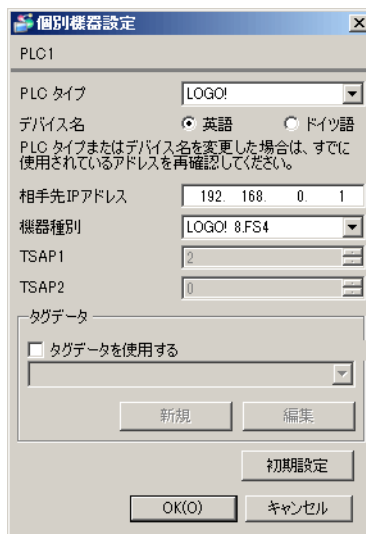 個別機器設定
PLC1
PLC タイプ LOGO!
デバイス名 英語 ドイツ語
PLC タイプまたはデバイス名を変更した場合は、すでに
使用されているアドレスを再確認してください。
相手先IPアドレス 192. 168. 0. 1
機器種別 LOGO! 8.FS4
TSAP1 2
TSAP2 0
タグデータ
タグデータを使用する
新規 編集
初期設定
OK(O) キャンセル